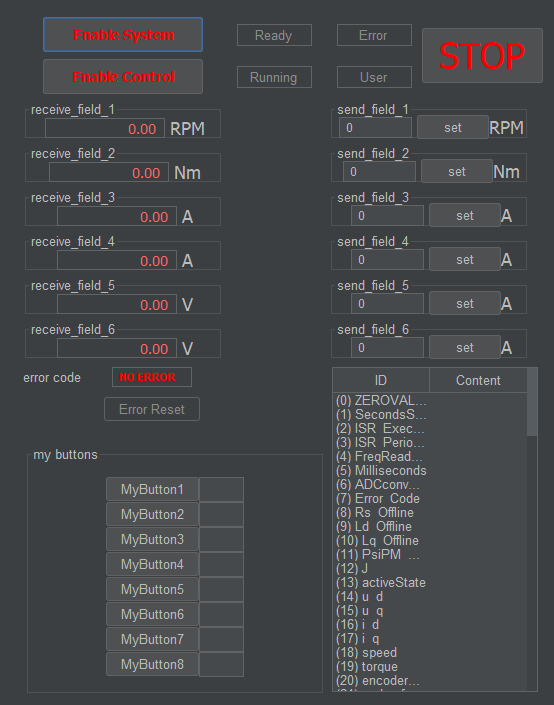 Enable System
Ready
Error
STOP
Enable Control
Running
User
receive_field_1
0.00 RPM
send_field_1
0 set RPM
receive_field_2
0.00 Nm
send_field_2
0 set Nm
receive_field_3
0.00 A
send_field_3
0 set A
receive_field_4
0.00 A
send_field_4
0 set A
receive_field_5
0.00 V
send_field_5
0 set A
receive_field_6
0.00 V
send_field_6
0 set A
error code NO ERROR
Error Reset
my buttons
MyButton1
MyButton2
MyButton3
MyButton4
MyButton5
MyButton6
MyButton7
MyButton8
ID Content
(0) ZEROVAL...
(1) SecondsS...
(2) ISR_Exec...
(3) ISR_Perio...
(4) FreqRead...
(5) Milliseconds
(6) ADCconv...
(7) Error_Code
(8) Rs_Offline
(9) Ld_Offline
(10) Lq_Offline
(11) PsiPM_...
(12) J
(13) activeState
(14) u_d
(15) u_q
(16) i_d
(17) i_q
(18) speed
(19) torque
(20) encoder...